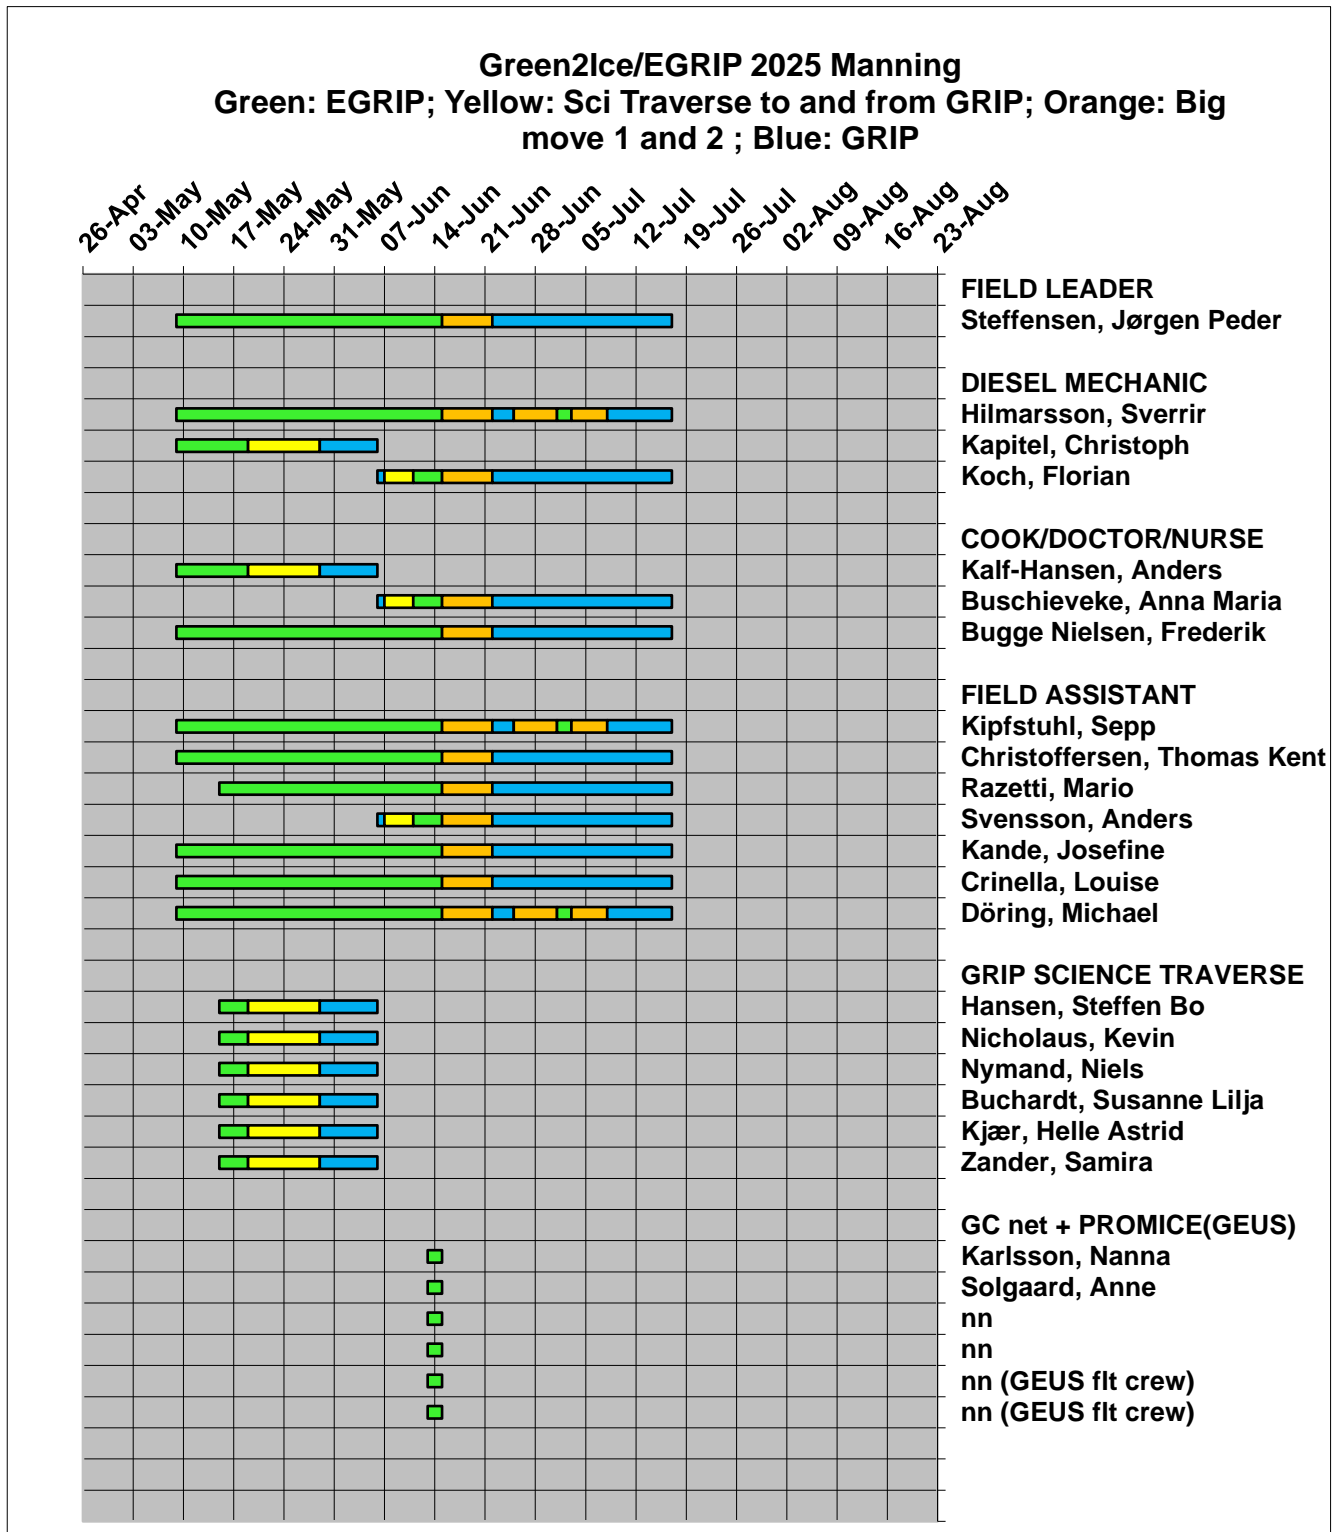 Green2Ice/EGRIP 2025 Manning
Green: EGRIP; Yellow: Sci Traverse to and from GRIP; Orange: Big
move 1 and 2 ; Blue: GRIP
26-Apr
03-May
10-May
17-May
24-May
31-May
07-Jun
14-Jun
21-Jun
28-Jun
05-Jul
12-Jul
19-Jul
26-Jul
02-Aug
09-Aug
16-Aug
23-Aug
FIELD LEADER
Steffensen, Jørgen Peder
DIESEL MECHANIC
Hilmarsson, Sverrir
Kapitel, Christoph
Koch, Florian
COOK/DOCTOR/NURSE
Kalf-Hansen, Anders
Buschieveke, Anna Maria
Bugge Nielsen, Frederik
FIELD ASSISTANT
Kipfstuhl, Sepp
Christoffersen, Thomas Kent
Razetti, Mario
Svensson, Anders
Kande, Josefine
Crinella, Louise
Döring, Michael
GRIP SCIENCE TRAVERSE
Hansen, Steffen Bo
Nicholaus, Kevin
Nymand, Niels
Buchardt, Susanne Lilja
Kjær, Helle Astrid
Zander, Samira
GC net + PROMICE(GEUS)
Karlsson, Nanna
Solgaard, Anne
nn
nn
nn (GEUS flt crew)
nn (GEUS flt crew)